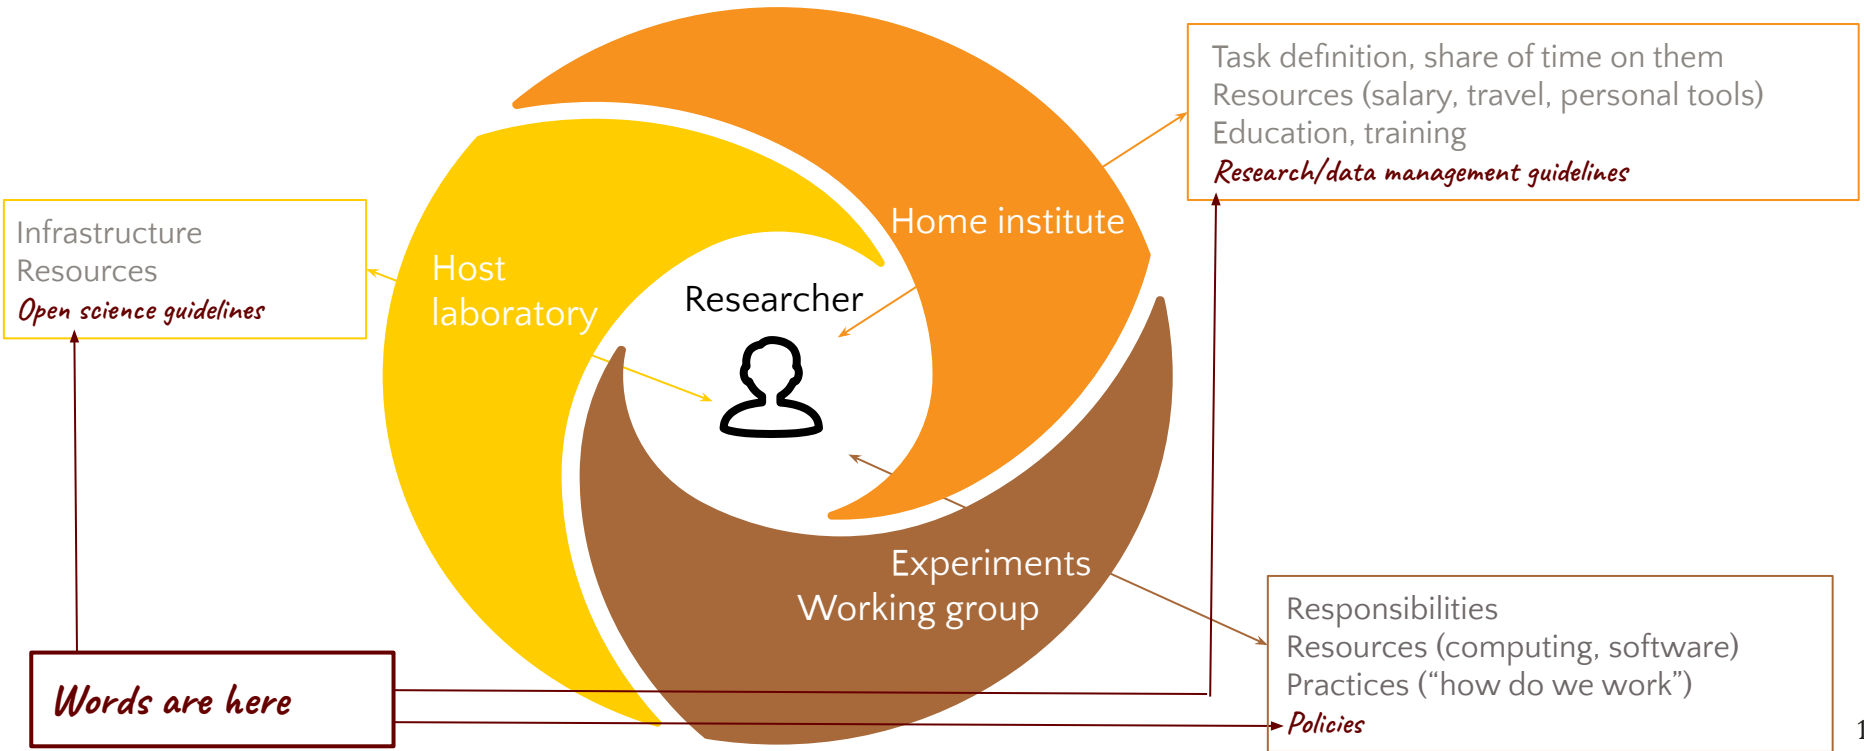 Task definition, share of time on them
Resources (salary, travel, personal tools)
Education, training
Research/data management guidelines
Home institute
Infrastructure
Resources
Open science guidelines
Host
laboratory
Researcher
Experiments
Working group
Responsibilities
Resources (computing, software)
Practices (“how do we work”)
Policies
Words are here
1